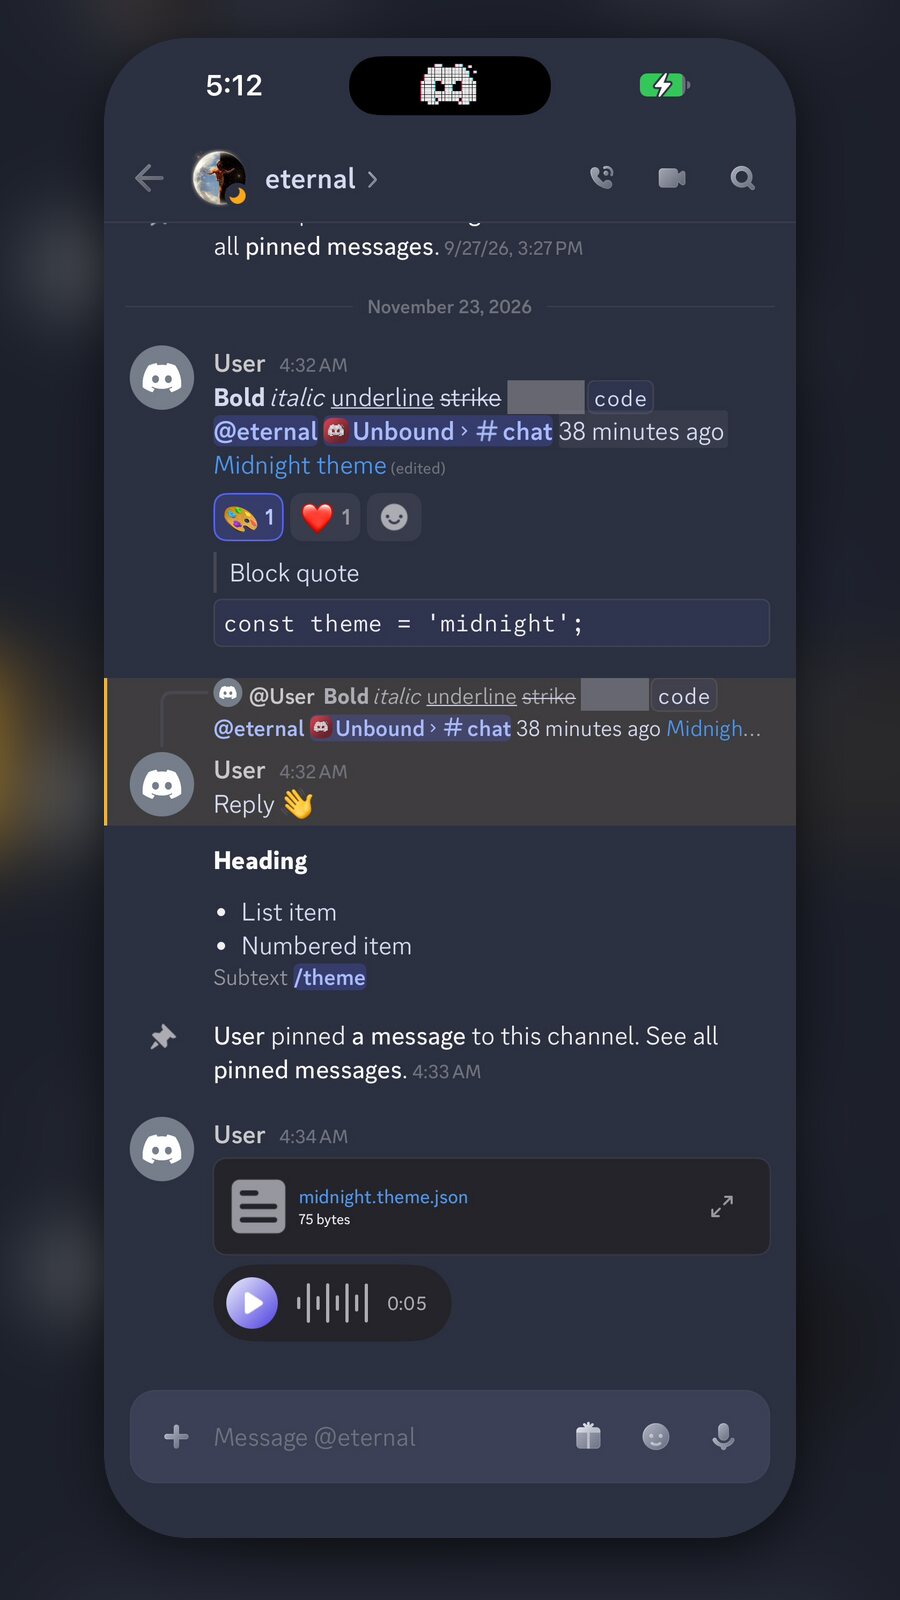 5:12
eternal
all pinned messages. 9/27/26, 3:27 PM
November 23, 2026
User 4:32 AM
Bold italic underline strike code
@eternal Unbound › # chat 38 minutes ago
Midnight theme (edited)
1 1
Block quote
const theme = 'midnight';
@User Bold italic underline strike code
@eternal Unbound › # chat 38 minutes ago Midnigh...
User 4:32 AM
Reply 👋
Heading
• List item
• Numbered item
Subtext /theme
User pinned a message to this channel. See all
pinned messages. 4:33 AM
User 4:34 AM
midnight.theme.json
75 bytes
0:05
Message @eternal